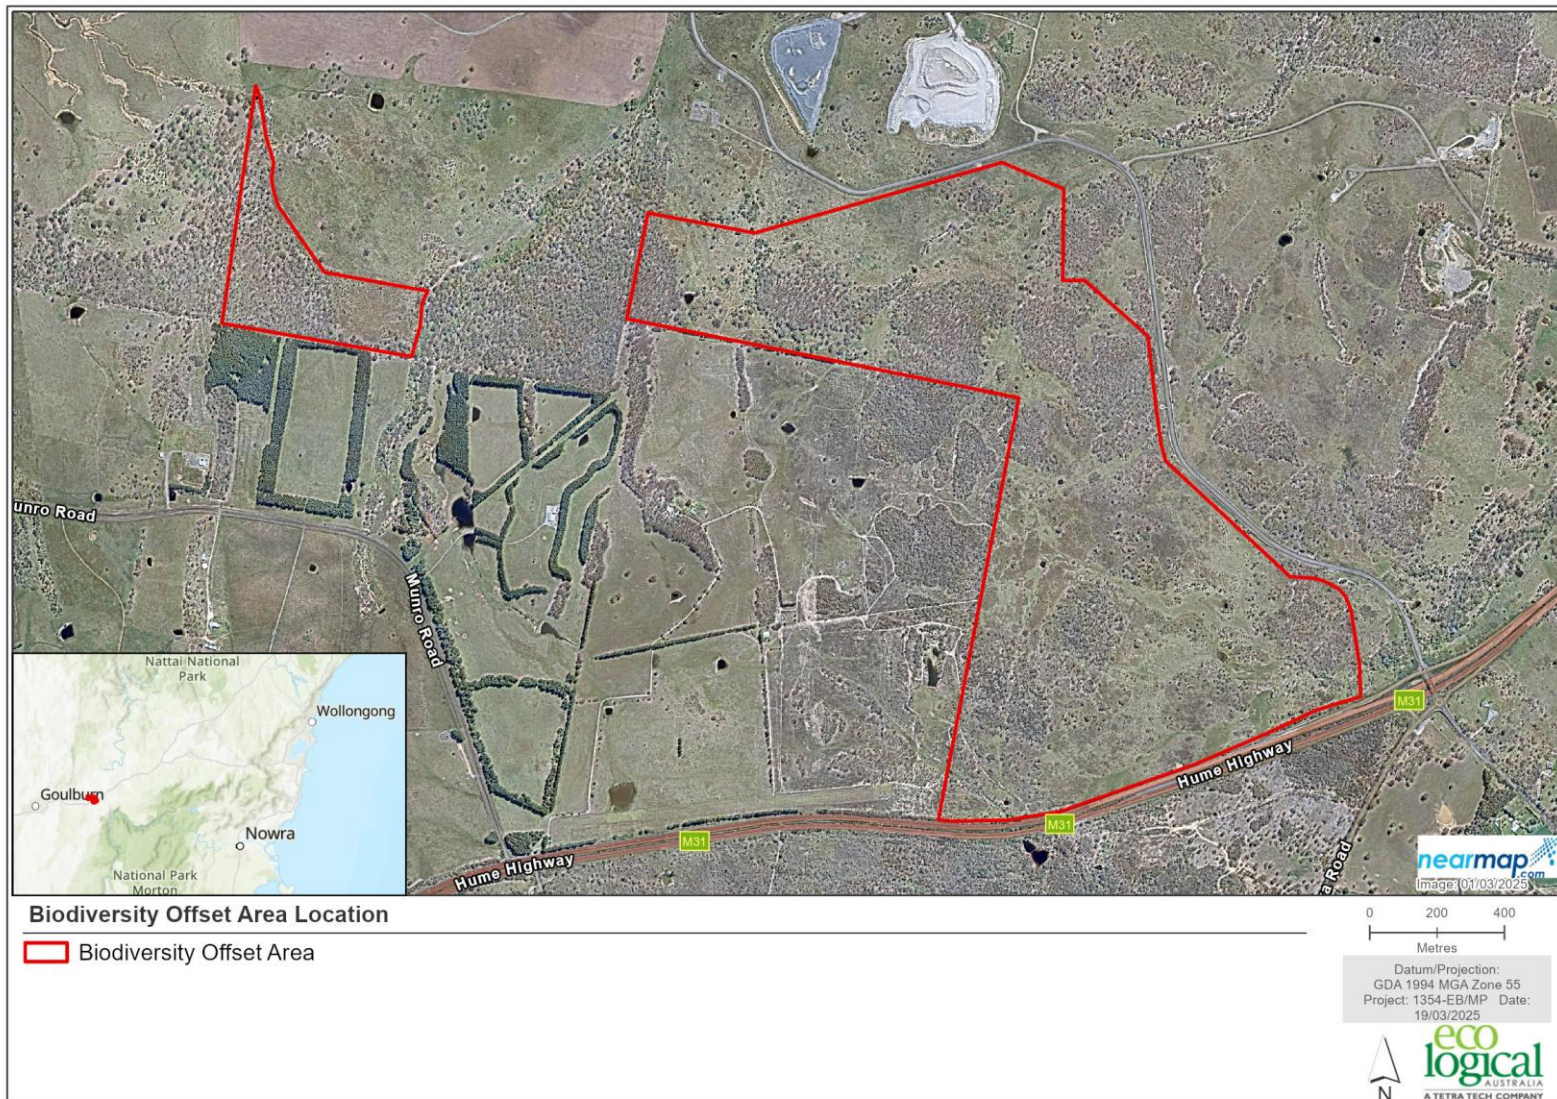 unro Road
Munro Road
Nattai National
Park
Wollongong
Goulburn
Nowra
National Park
Morton
M31
Hume Highway
M31
Hume Highway
M31
a Road
nearmap
.com
Image: 01/03/2025
Biodiversity Offset Area Location
Biodiversity Offset Area
0 200 400
Metres
Datum/Projection:
GDA 1994 MGA Zone 55
Project: 1354-EB/MP Date:
19/03/2025
N
eco
logical
AUSTRALIA
A TETRA TECH COMPANY